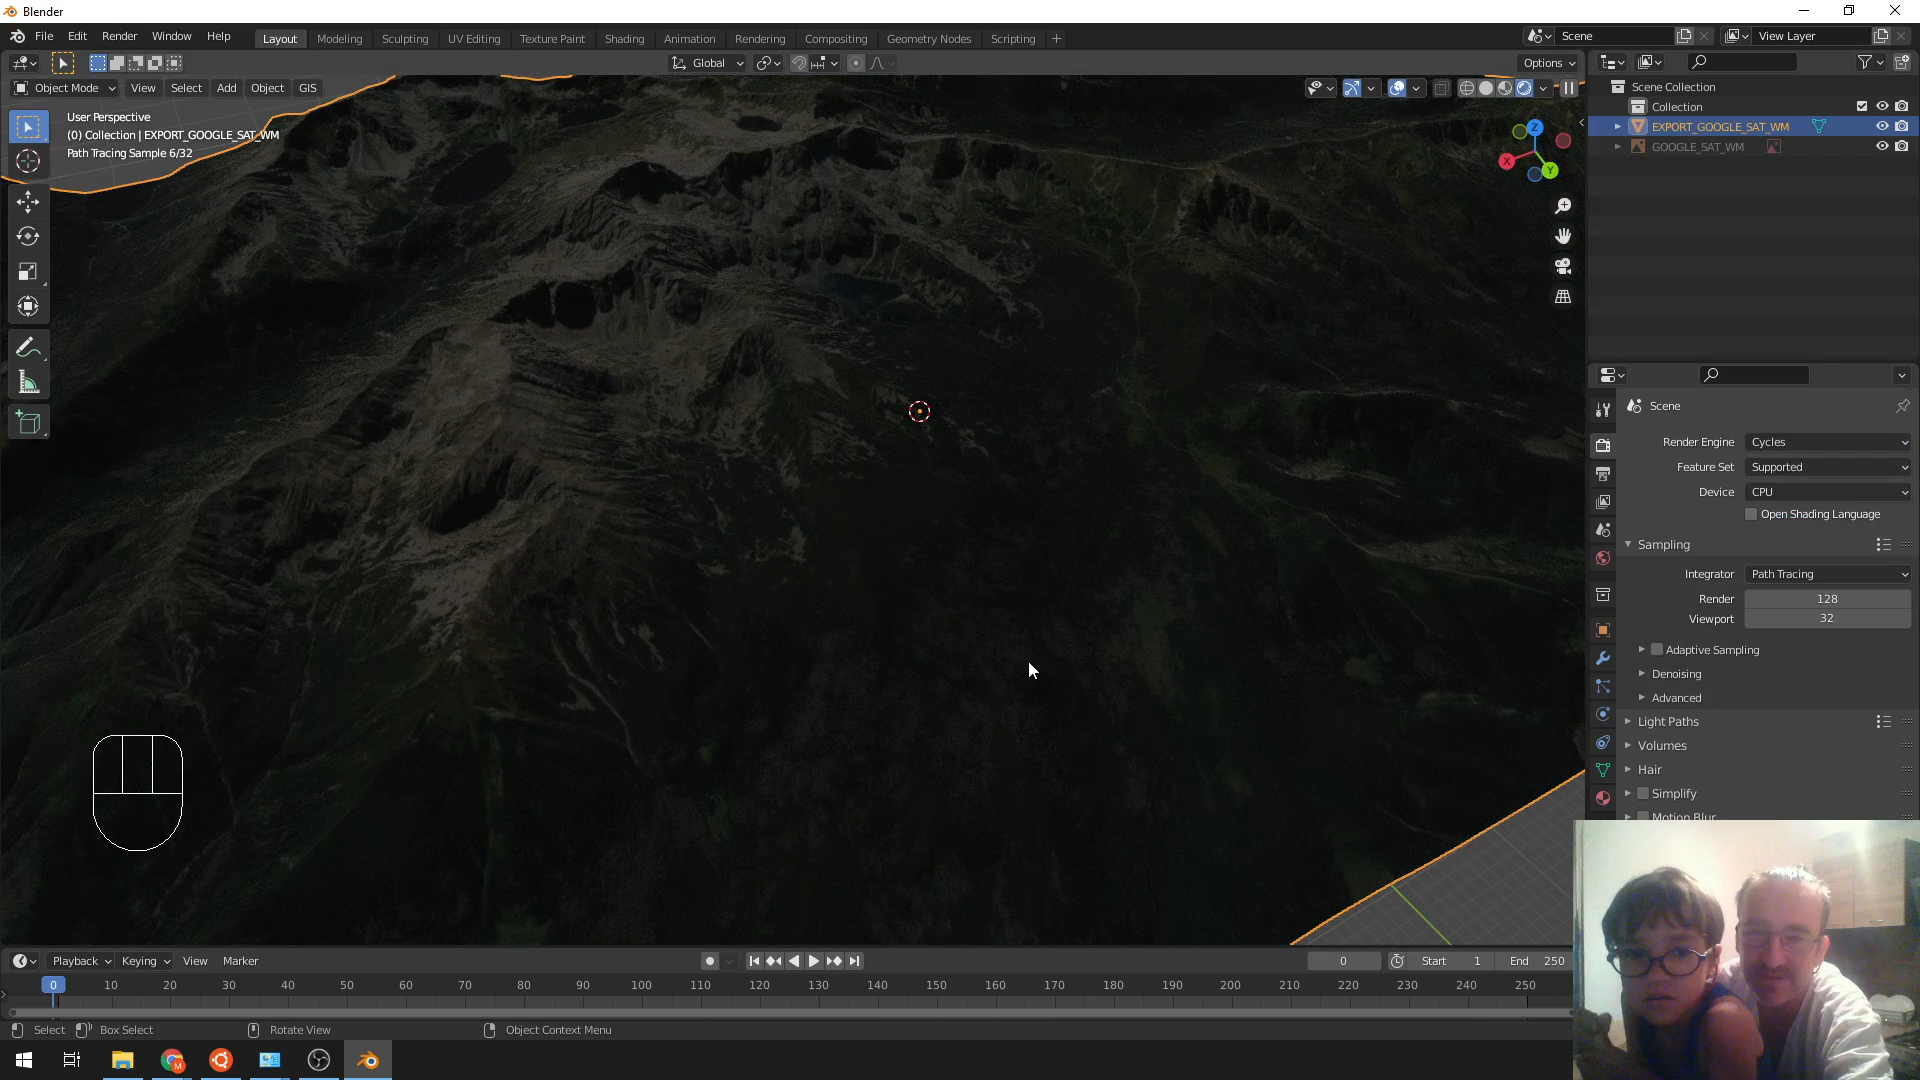 Blender
File Edit Render Window Help
Layout Modeling Sculpting UV Editing Texture Paint Shading Animation Rendering Compositing Geometry Nodes Scripting +
Scene
View Layer
Global
Options
Object Mode View Select Add Object GIS
User Perspective
(0) Collection | EXPORT_GOOGLE_SAT_WM
Path Tracing Sample 6/32
Z
X
Y
Scene Collection
Collection
EXPORT_GOOGLE_SAT_WM
GOOGLE_SAT_WM
Scene
Render Engine Cycles
Feature Set Supported
Device CPU
Open Shading Language
Sampling
Integrator Path Tracing
Render 128
Viewport 32
Adaptive Sampling
Denoising
Advanced
Light Paths
Volumes
Hair
Simplify
Motion Blur
Playback Keying View Marker
0
Start 1 End 250
0 10 20 30 40 50 60 70 80 90 100 110 120 130 140 150 160 170 180 190 200 210 220 230 240 250
Select Box Select Rotate View Object Context Menu
M